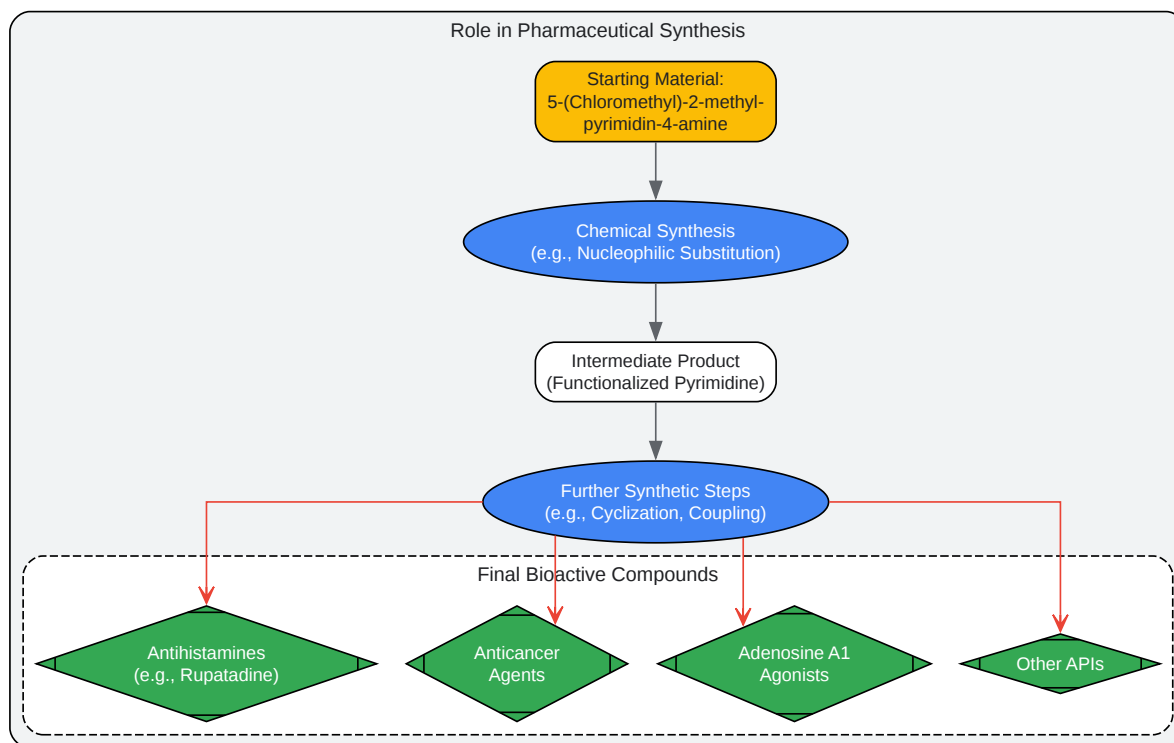 Role in Pharmaceutical Synthesis
Starting Material:
5-(Chloromethyl)-2-methyl-
pyrimidin-4-amine
Chemical Synthesis
(e.g., Nucleophilic Substitution)
Intermediate Product
(Functionalized Pyrimidine)
Further Synthetic Steps
(e.g., Cyclization, Coupling)
Final Bioactive Compounds
Antihistamines
(e.g., Rupatadine)
Anticancer
Agents
Adenosine A1
Agonists
Other APIs